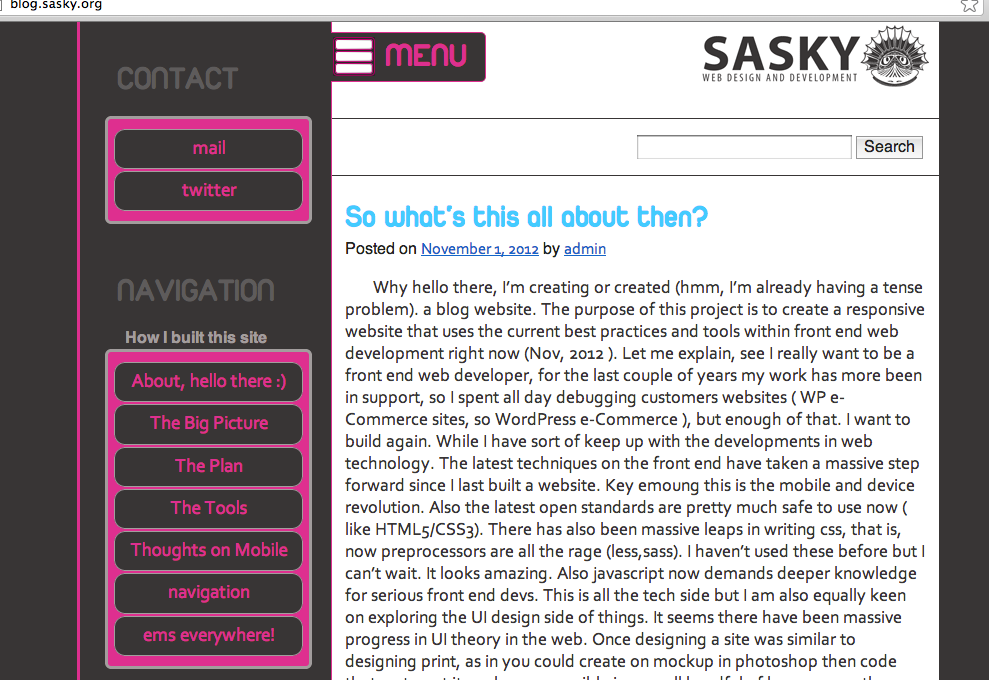 blog.sasky.org
CONTACT
mail
twitter
NAVIGATION
How I built this site
About, hello there :)
The Big Picture
The Plan
The Tools
Thoughts on Mobile
navigation
ems everywhere!
MENU
SASKY
WEB DESIGN AND DEVELOPMENT
Search
So what's this all about then?
Posted on November 1, 2012 by admin
Why hello there, I'm creating or created (hmm, I'm already having a tense
problem). a blog website. The purpose of this project is to create a responsive
website that uses the current best practices and tools within front end web
development right now (Nov, 2012 ). Let me explain, see I really want to be a
front end web developer, for the last couple of years my work has more been
in support, so I spent all day debugging customers websites ( WP e-
Commerce sites, so WordPress e-Commerce ), but enough of that. I want to
build again. While I have sort of keep up with the developments in web
technology. The latest techniques on the front end have taken a massive step
forward since I last built a website. Key emoung this is the mobile and device
revolution. Also the latest open standards are pretty much safe to use now (
like HTML5/CSS3). There has also been massive leaps in writing css, that is,
now preprocessors are all the rage (less,sass). I haven't used these before but I
can't wait. It looks amazing. Also javascript now demands deeper knowledge
for serious front end devs. This is all the tech side but I am also equally keen
on exploring the UI design side of things. It seems there have been massive
progress in UI theory in the web. Once designing a site was similar to
designing print, as in you could create on mockup in photoshop then code